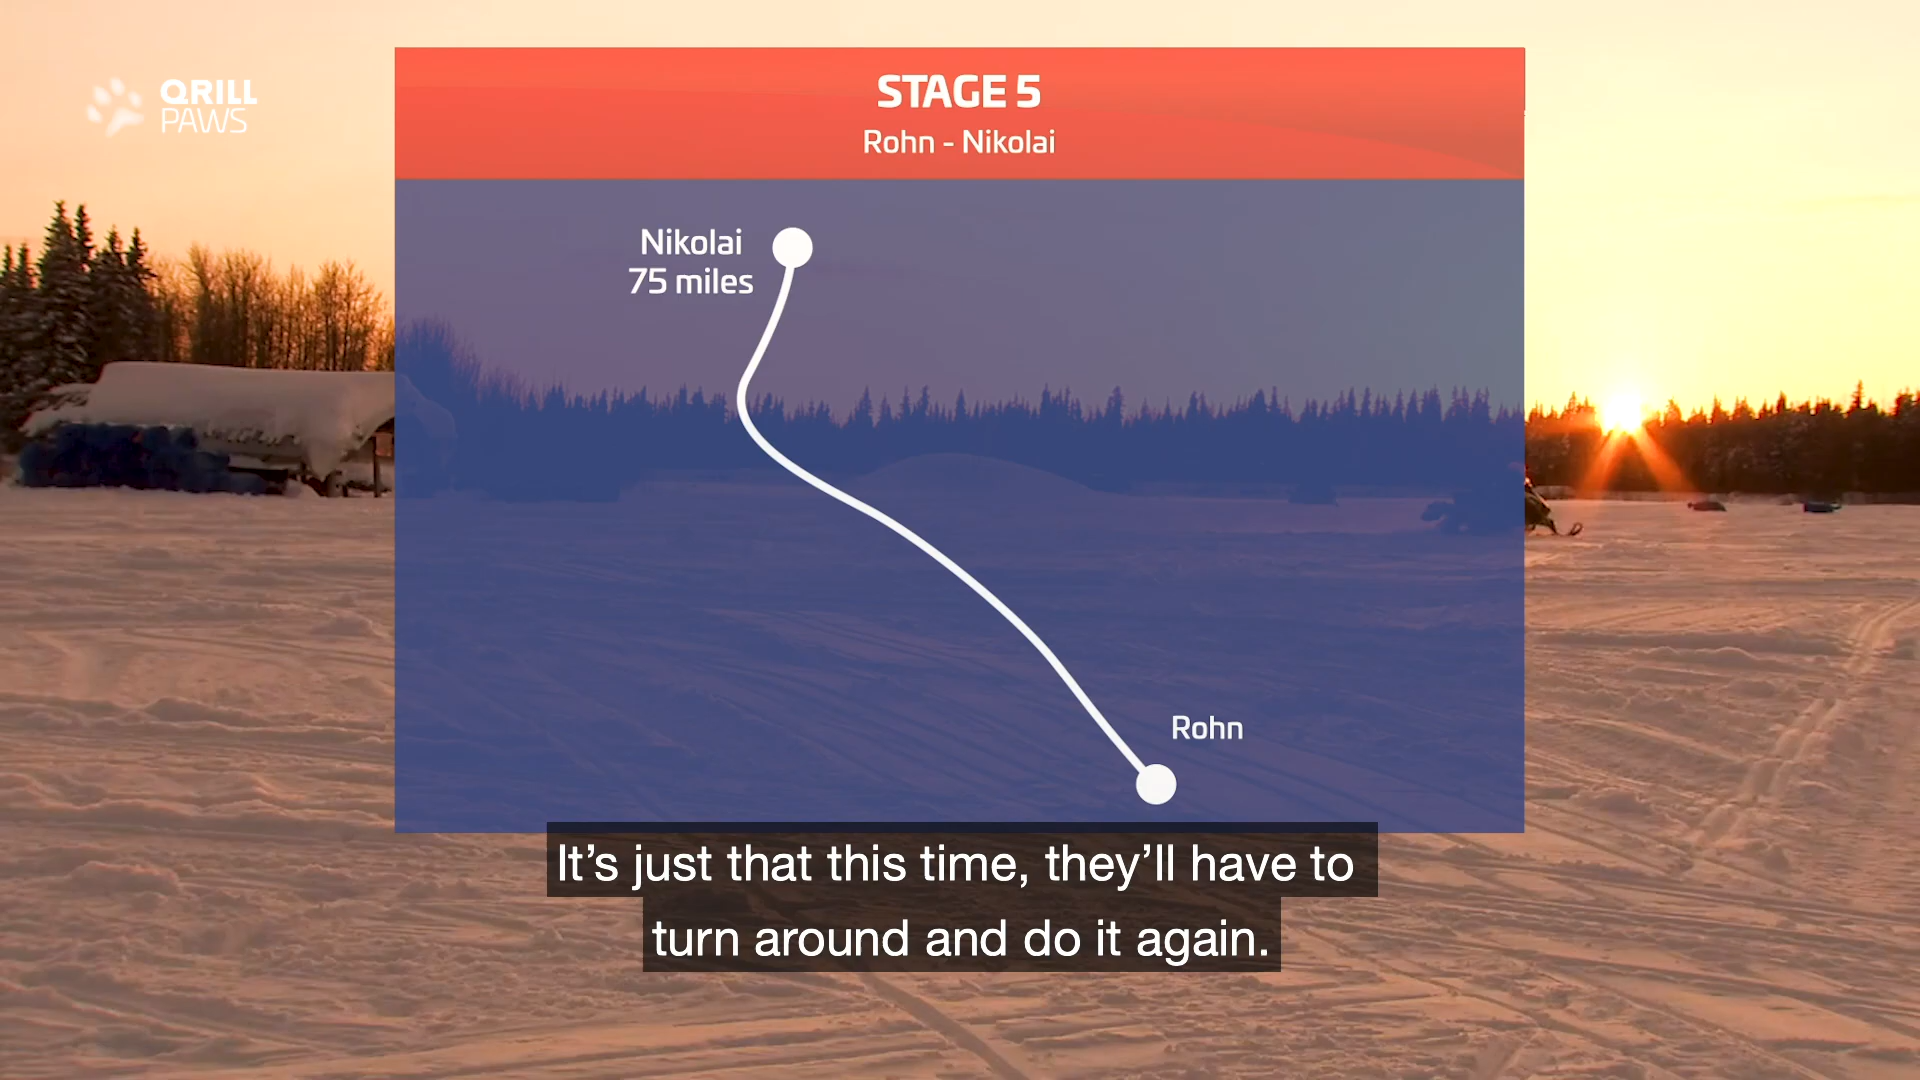 QRILL
PAWS
STAGE 5
Rohn - Nikolai
Nikolai
75 miles
Rohn
It’s just that this time, they’ll have to
turn around and do it again.